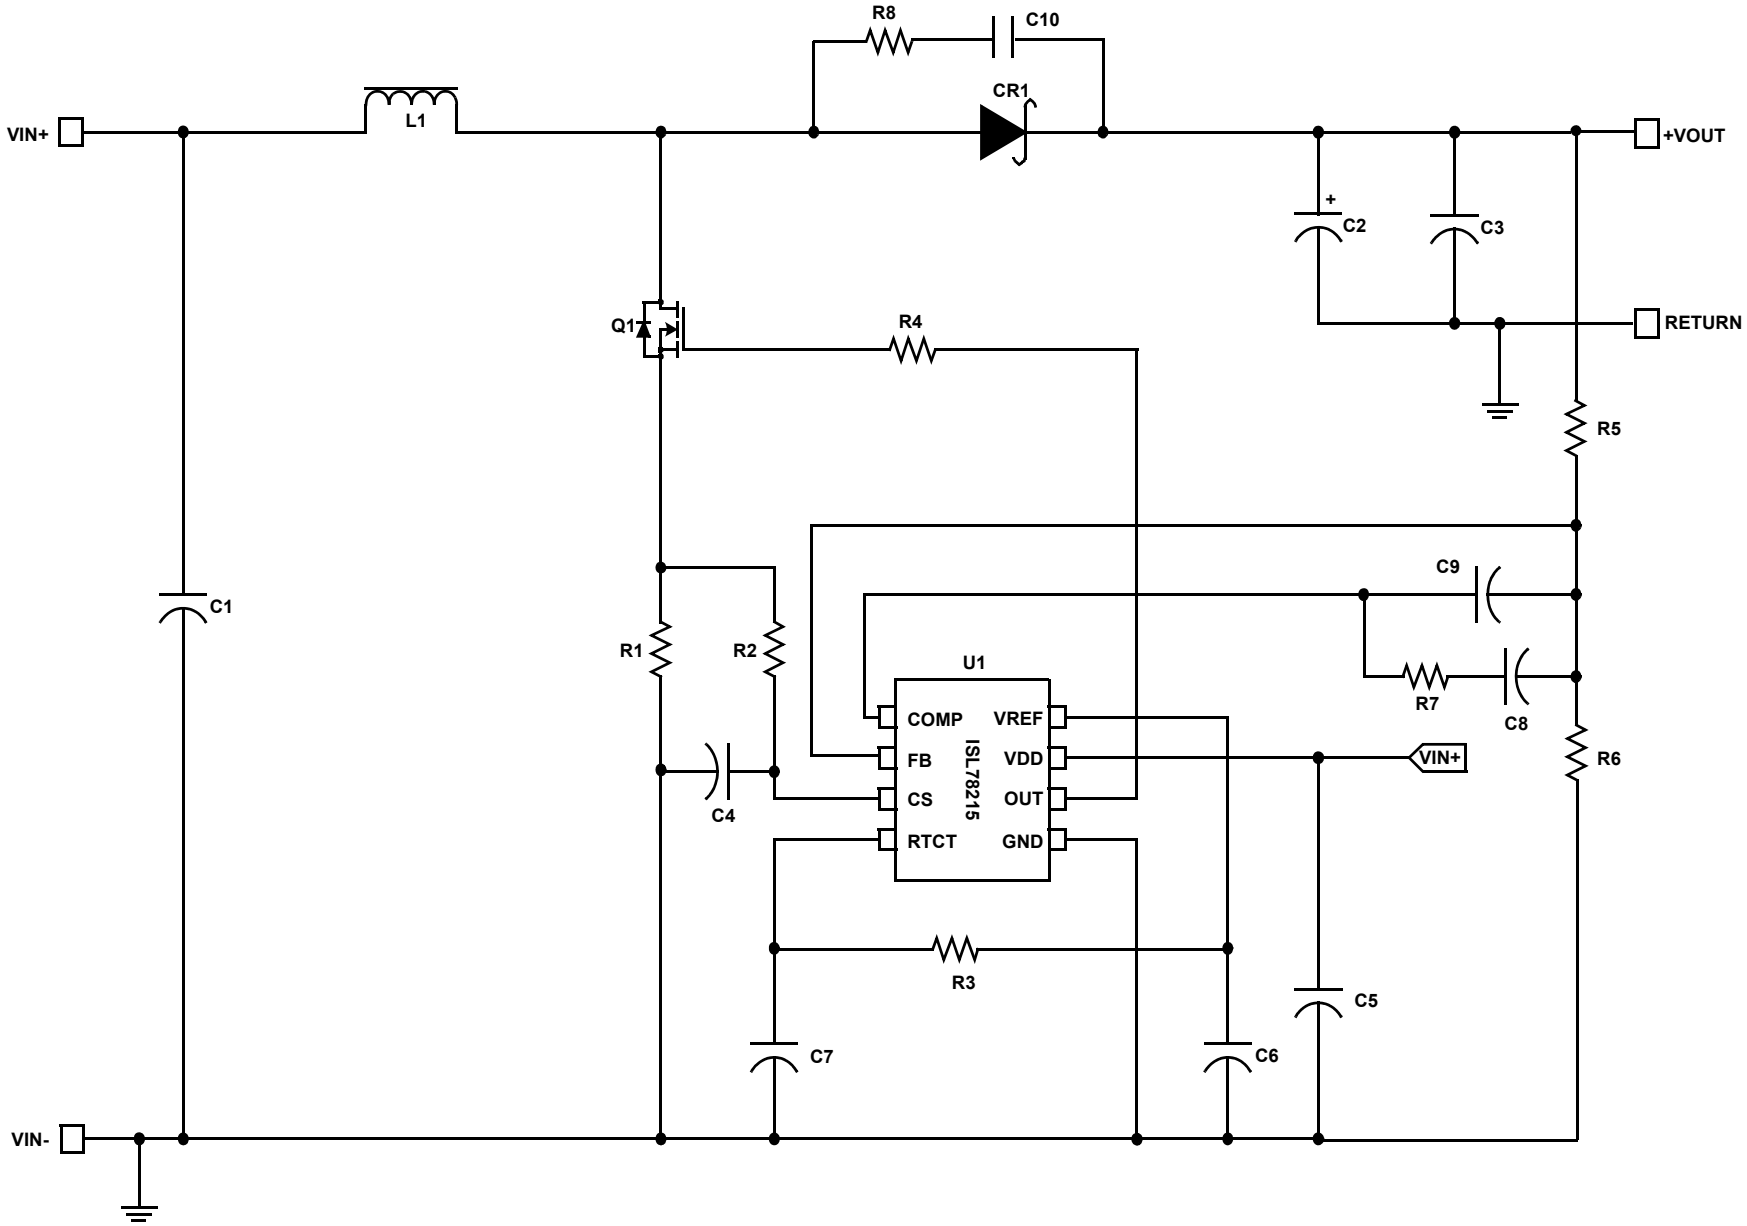 R8
C10
CR1
VIN+
L1
+VOUT
+
C2
C3
Q1
R4
RETURN
R5
C9
C1
R1
R2
U1
R7
C8
COMP
VREF
FB
VDD
VIN+
R6
CS
OUT
C4
RTCT
GND
ISL78215
R3
C5
C7
C6
VIN-